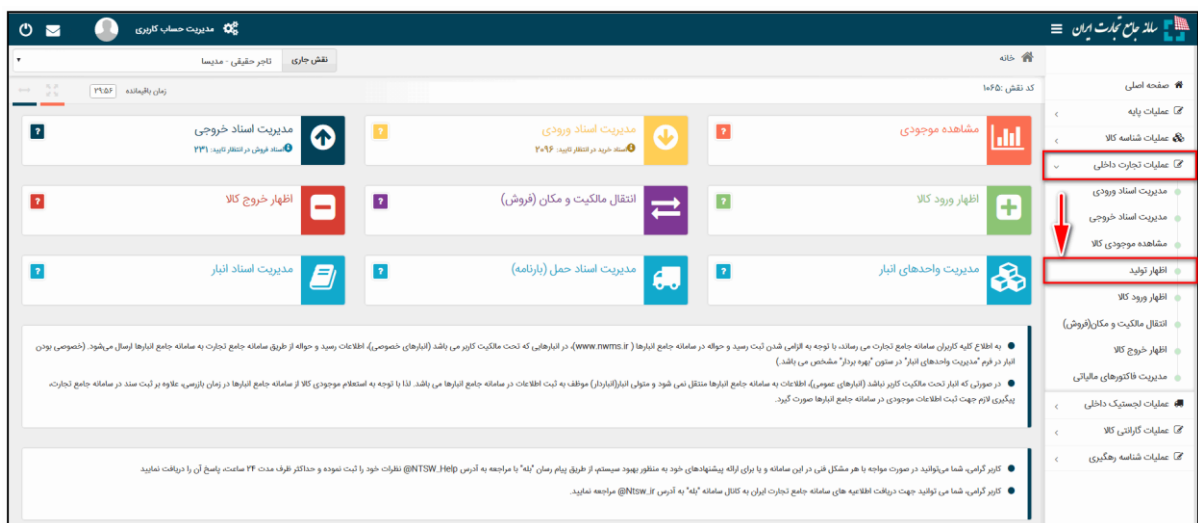 سامانه جامع تجارت ایران
مدیریت حساب کاربری
خانه
نقش جاری
تاجر حقیقی - مدیسا
کد نقش :۱۰۶۵
زمان باقیمانده ۲۹:۵۶
صفحه اصلی
عملیات پایه
عملیات شناسه کالا
عملیات تجارت داخلی
مدیریت اسناد ورودی
مدیریت اسناد خروجی
مشاهده موجودی کالا
اظهار تولید
اظهار ورود کالا
انتقال مالکیت و مکان(فروش)
اظهار خروج کالا
مدیریت فاکتورهای مالیاتی
عملیات لجستیک داخلی
عملیات گارانتی کالا
عملیات شناسه رهگیری
مشاهده موجودی
?
مدیریت اسناد ورودی
اسناد خرید در انتظار تایید: ۲۰۹۶
?
مدیریت اسناد خروجی
اسناد فروش در انتظار تایید: ۲۳۱
?
اظهار ورود کالا
?
انتقال مالکیت و مکان (فروش)
?
اظهار خروج کالا
?
مدیریت واحدهای انبار
?
مدیریت اسناد حمل (بارنامه)
?
مدیریت اسناد انبار
?
به اطلاع کلیه کاربران سامانه جامع تجارت می رساند، با توجه به الزامی شدن ثبت رسید و حواله در سامانه جامع انبارها ( www.nwms.ir)، در انبارهایی که تحت مالکیت کاربر می باشد (انبارهای خصوصی)، اطلاعات رسید و حواله از طریق سامانه جامع تجارت به سامانه جامع انبارها ارسال می‌شود. (خصوصی بودن
انبار در فرم "مدیریت واحدهای انبار" در ستون "بهره بردار" مشخص می باشد.)
در صورتی که انبار تحت مالکیت کاربر نباشد (انبارهای عمومی)، اطلاعات به سامانه جامع انبارها منتقل نمی شود و متولی انبار(انباردار) موظف به ثبت اطلاعات در سامانه جامع انبارها می باشد. لذا با توجه به استعلام موجودی کالا از سامانه جامع انبارها در زمان بازرسی، علاوه بر ثبت سند در سامانه جامع تجارت،
پیگیری لازم جهت ثبت اطلاعات موجودی در سامانه جامع انبارها صورت گیرد.
کاربر گرامی، شما می‌توانید در صورت مواجه با هر مشکل فنی در این سامانه و یا برای ارائه پیشنهادهای خود به منظور بهبود سیستم، از طریق پیام رسان "بله" با مراجعه به آدرس NTSW_Help@ نظرات خود را ثبت نموده و حداکثر ظرف مدت ۲۴ ساعت، پاسخ آن را دریافت نمایید
کاربر گرامی، شما می توانید جهت دریافت اطلاعیه های سامانه جامع تجارت ایران به کانال سامانه "بله" به آدرس Ntsw_ir@ مراجعه نمایید.